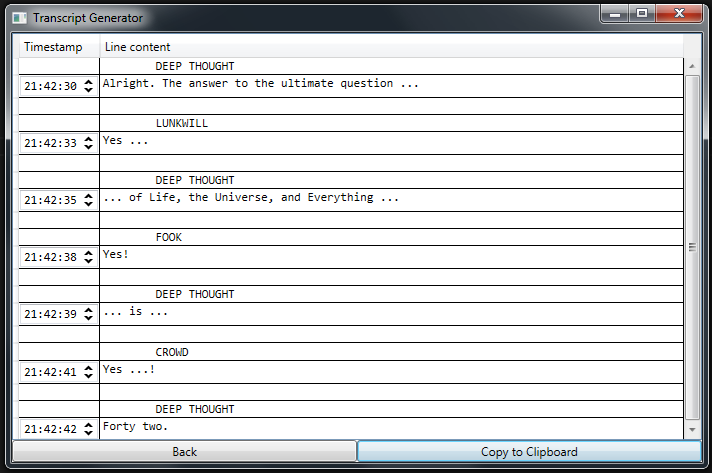 Transcript Generator
Timestamp Line content
DEEP THOUGHT
21:42:30 Alright. The answer to the ultimate question ...
LUNKWILL
21:42:33 Yes ...
DEEP THOUGHT
21:42:35 ... of Life, the Universe, and Everything ...
FOOK
21:42:38 Yes!
DEEP THOUGHT
21:42:39 ... is ...
CROWD
21:42:41 Yes ...!
DEEP THOUGHT
21:42:42 Forty two.
Back Copy to Clipboard